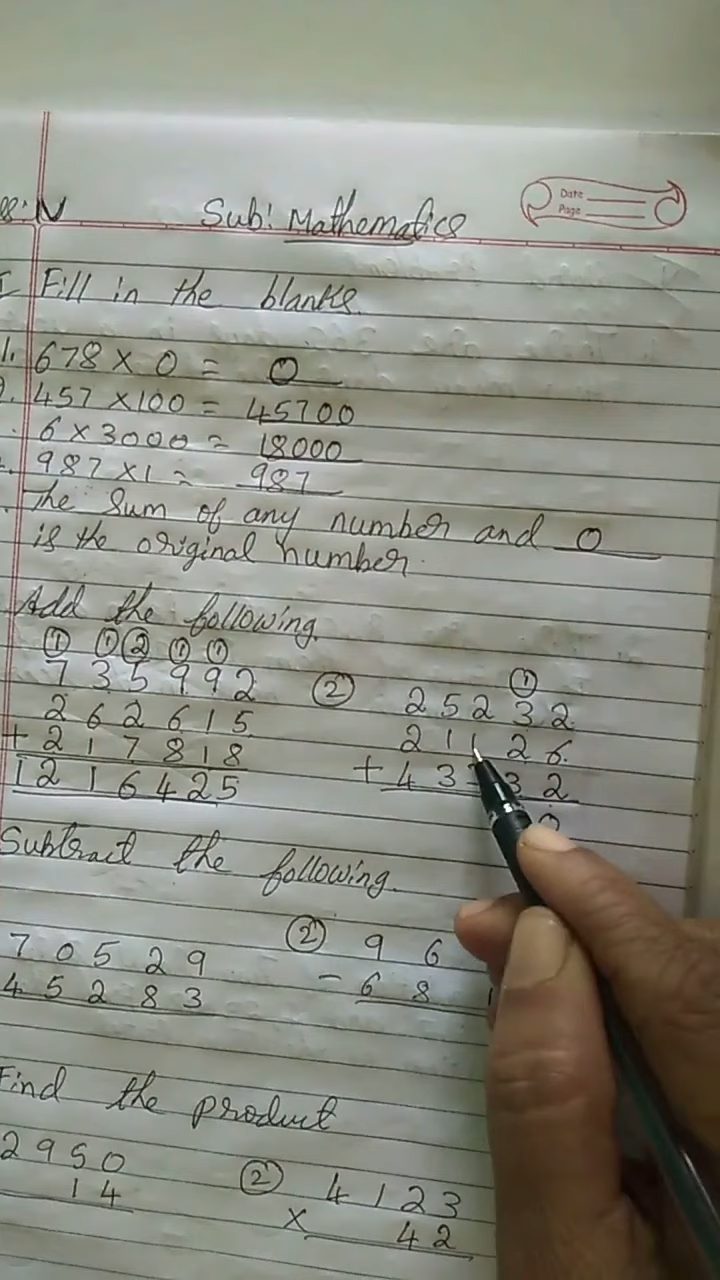 Sub: Mathematics
Date
Page
Fill in the blanks.
1. 678 × 0 = 0
457 × 100 = 45700
6 × 3000 = 18000
987 × 1 = 987
The sum of any number and 0
is the original number.
Add the following.
① ① ② ① ①
7 3 5 9 9 2
2 6 2 6 1 5
+ 2 1 7 8 1 8
1 2 1 6 4 2 5
② ①
2 5 2 3 2
2 1 1 2 6
+ 4 3 3 2
0
Subtract the following.
7 0 5 2 9
4 5 2 8 3
② 9 6
- 6 8
Find the product
2 9 5 0
1 4
② 4 1 2 3
× 4 2